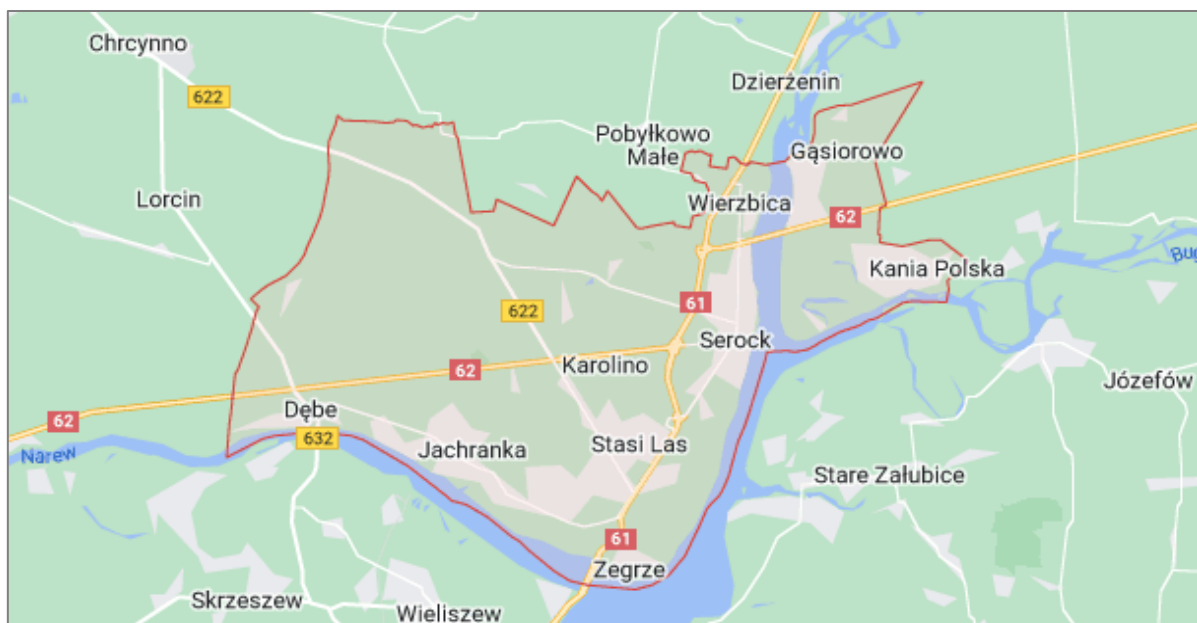 Chrcynno
622
Dzierżenin
Pobyłkowo
Małe
Gąsiorowo
Lorcin
Wierzbica
62
Kania Polska
Bug
61
622
Serock
Karolino
62
Józefów
Dębe
62
632
Narew
Jachranka
Stasi Las
Stare Załubice
61
Zegrze
Skrzeszew
Wieliszew